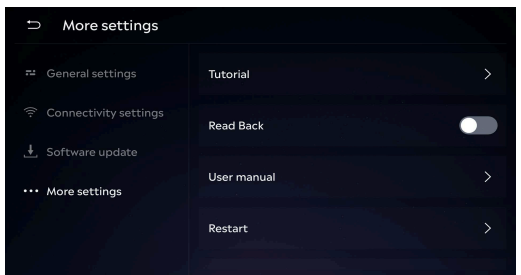 More settings
General settings
Connectivity settings
Software update
More settings
Tutorial
Read Back
User manual
Restart